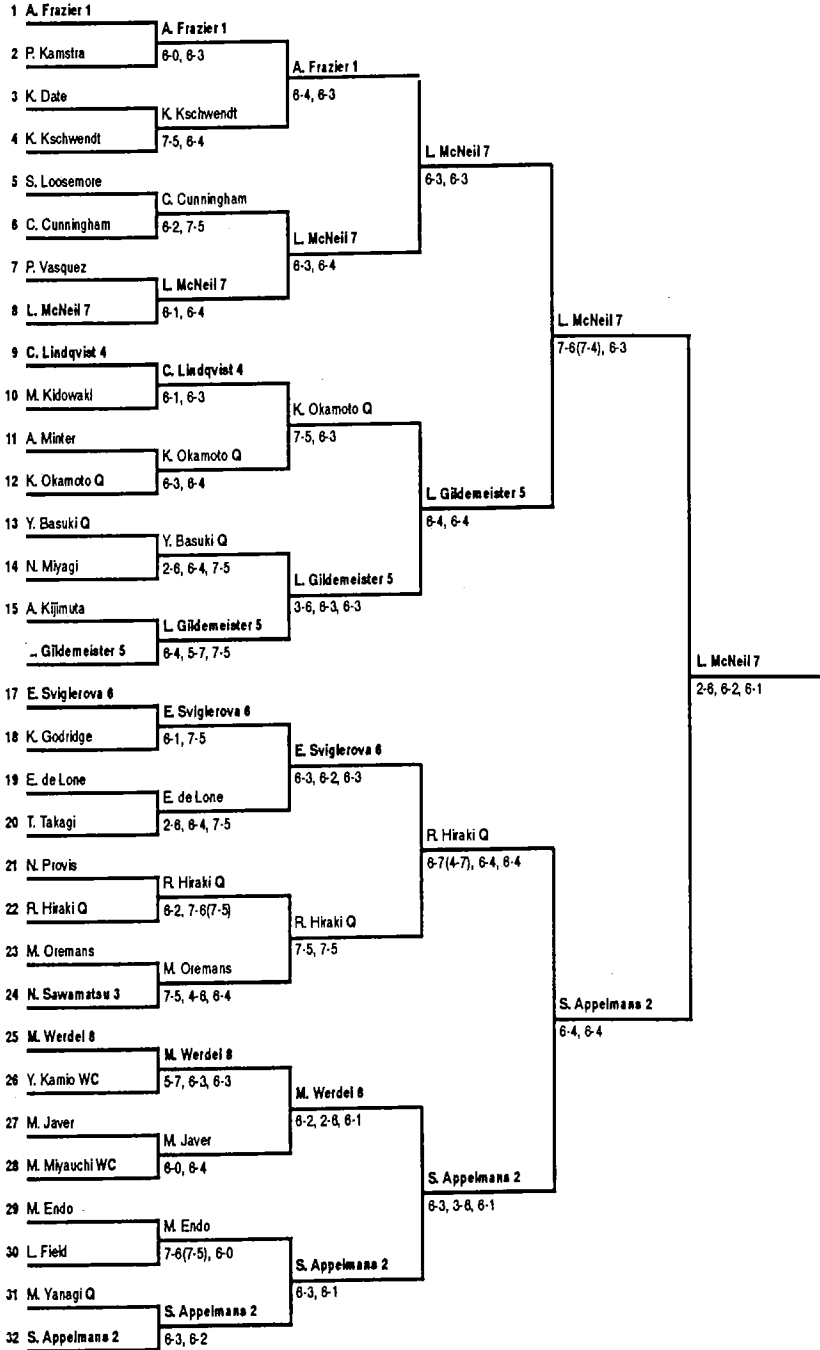 1 A. Frazier 1
A. Frazier 1
2 P. Kamstra
6-0, 6-3
A. Frazier 1
6-4, 6-3
3 K. Date
K. Kschwendt
4 K. Kschwendt
7-5, 6-4
L. McNeil 7
6-3, 6-3
5 S. Loosemore
C. Cunningham
6 C. Cunningham
6-2, 7-5
L. McNeil 7
6-3, 6-4
7 P. Vasquez
L. McNeil 7
8 L. McNeil 7
6-1, 6-4
L. McNeil 7
7-6(7-4), 6-3
9 C. Lindqvist 4
C. Lindqvist 4
10 M. Kidowaki
6-1, 6-3
K. Okamoto Q
7-5, 6-3
11 A. Minter
K. Okamoto Q
12 K. Okamoto Q
6-3, 6-4
L. Gildemeister 5
6-4, 6-4
13 Y. Basuki Q
Y. Basuki Q
14 N. Miyagi
2-6, 6-4, 7-5
L. Gildemeister 5
3-6, 6-3, 6-3
15 A. Kijimuta
L. Gildemeister 5
Gildemeister 5
6-4, 5-7, 7-5
L. McNeil 7
2-6, 6-2, 6-1
17 E. Sviglerova 6
E. Sviglerova 6
18 K. Godridge
6-1, 7-5
E. Sviglerova 6
6-3, 6-2, 6-3
19 E. de Lone
E. de Lone
20 T. Takagi
2-6, 6-4, 7-5
R. Hiraki Q
6-7(4-7), 6-4, 6-4
21 N. Provis
R. Hiraki Q
22 R. Hiraki Q
6-2, 7-6(7-5)
R. Hiraki Q
7-5, 7-5
23 M. Oremans
M. Oremans
24 N. Sawamatsu 3
7-5, 4-6, 6-4
S. Appelmans 2
6-4, 6-4
25 M. Werdel 8
M. Werdel 8
26 Y. Kamio WC
5-7, 6-3, 6-3
M. Werdel 8
6-2, 2-6, 6-1
27 M. Javer
M. Javer
28 M. Miyauchi WC
6-0, 6-4
S. Appelmans 2
6-3, 3-6, 6-1
29 M. Endo
M. Endo
30 L. Field
7-6(7-5), 6-0
S. Appelmans 2
6-3, 6-1
31 M. Yanagi Q
S. Appelmans 2
32 S. Appelmans 2
6-3, 6-2